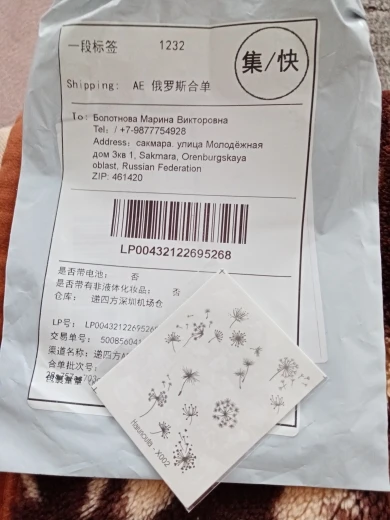 一段标签 1232
集/快
Shipping: AE 俄罗斯合单
To: Болотнова Марина Викторовна
Tel: / +7-9877754928
Address: сакмара. улица Молодёжная
дом 3кв 1, Sakmara, Orenburgskaya
oblast, Russian Federation
ZIP: 461420
LP00432122695268
是否带电池: 否
是否带有非液体化妆品: 否
仓库: 递四方深圳机场仓
LP号: LP00432122695268
交易单号: 50085604
渠道名称: 递四方
合单批次号:
X002